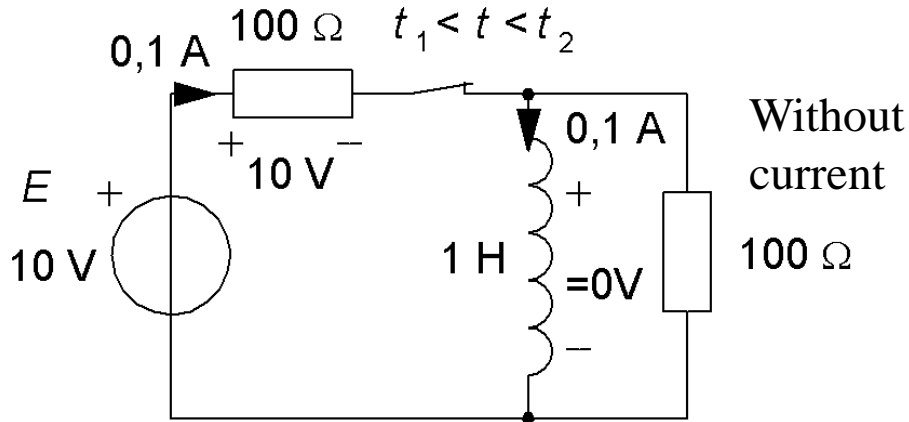 100 Ω
t₁ < t < t₂
0,1 A
+ 10 V --
0,1 A
Without
current
E +
10 V
+
1 H
=0V
--
100 Ω